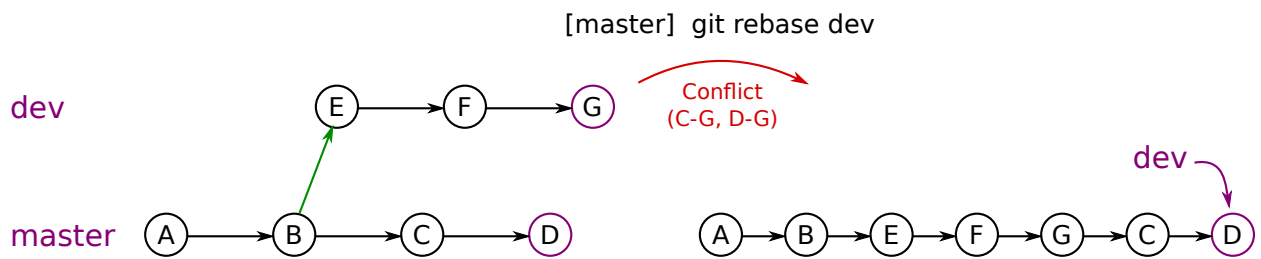 [master]  git rebase dev
dev
E
F
G
Conflict
(C-G, D-G)
dev
master
A
B
C
D
A
B
E
F
G
C
D